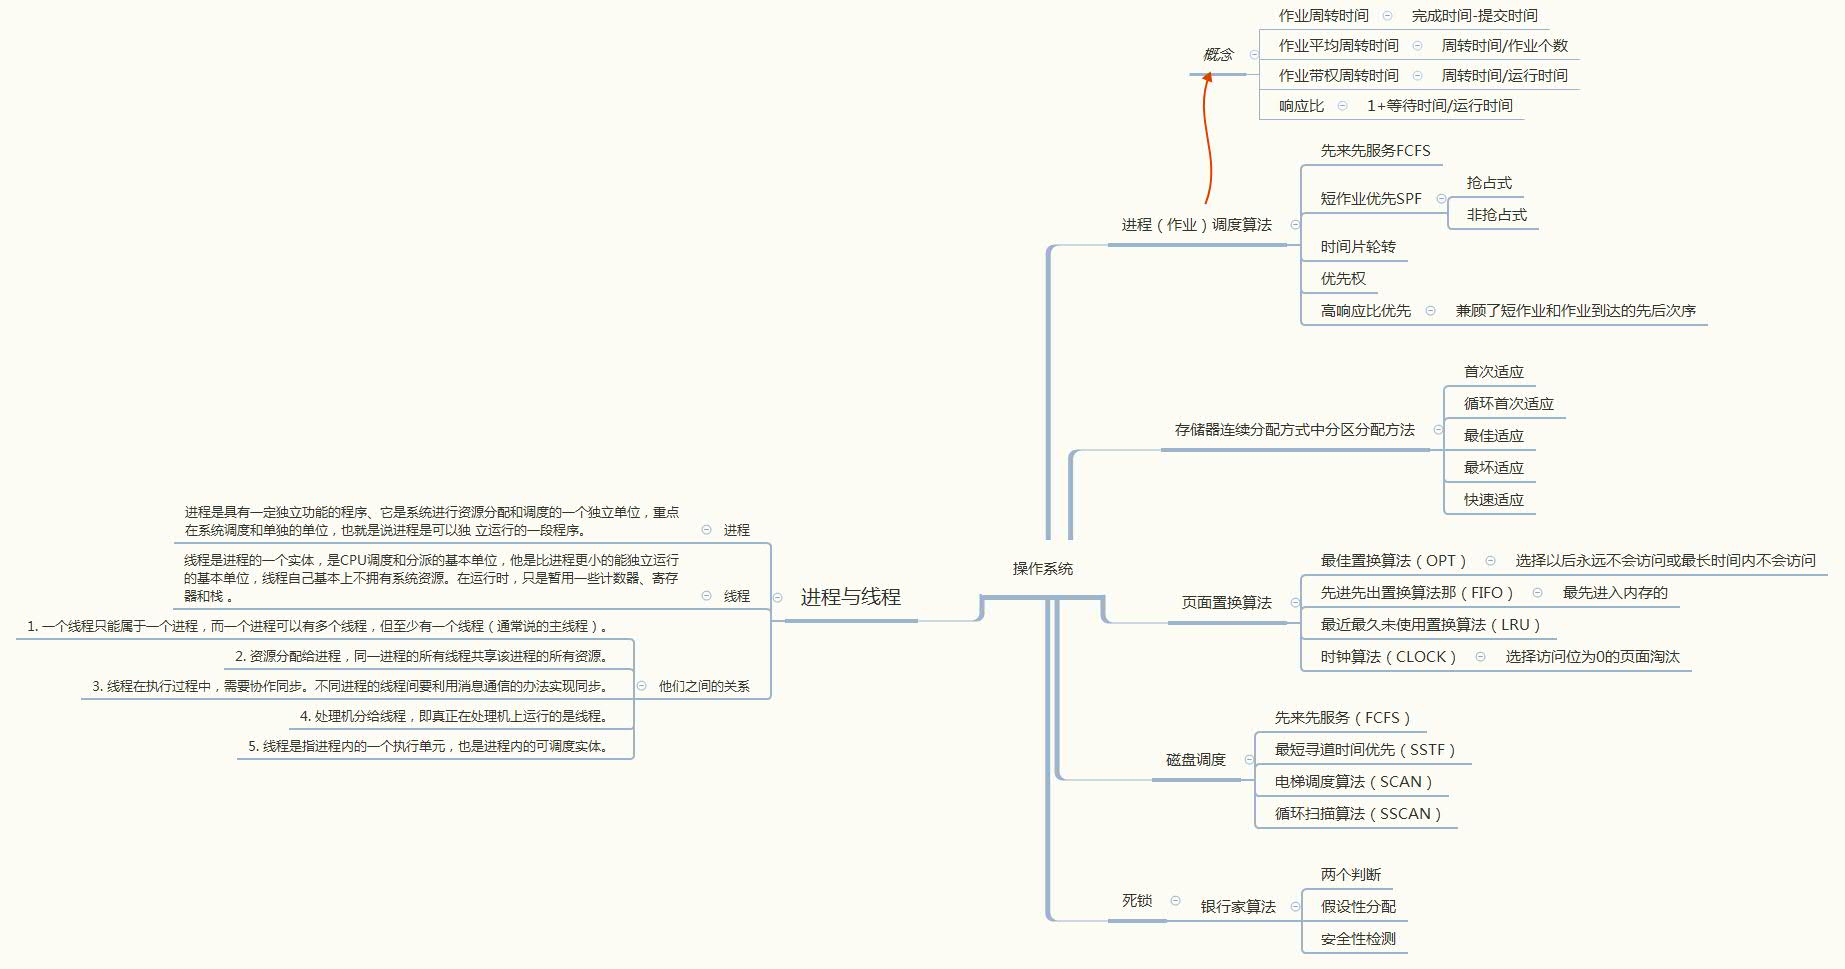 作业周转时间
完成时间-提交时间
概念
作业平均周转时间
周转时间/作业个数
作业带权周转时间
周转时间/运行时间
响应比
1+等待时间/运行时间
进程（作业）调度算法
先来先服务FCFS
短作业优先SPF
抢占式
非抢占式
时间片轮转
优先权
高响应比优先
兼顾了短作业和作业到达的先后次序
存储器连续分配方式中分区分配方法
首次适应
循环首次适应
最佳适应
最坏适应
快速适应
操作系统
页面置换算法
最佳置换算法（OPT）
选择以后永远不会访问或最长时间内不会访问
先进先出置换算法那（FIFO）
最先进入内存的
最近最久未使用置换算法（LRU）
时钟算法（CLOCK）
选择访问位为0的页面淘汰
磁盘调度
先来先服务（FCFS）
最短寻道时间优先（SSTF）
电梯调度算法（SCAN）
循环扫描算法（SSCAN）
死锁
银行家算法
两个判断
假设性分配
安全性检测
进程与线程
进程
进程是具有一定独立功能的程序、它是系统进行资源分配和调度的一个独立单位，重点
在系统调度和单独的单位，也就是说进程是可以独 立运行的一段程序。
线程
线程是进程的一个实体，是CPU调度和分派的基本单位，他是比进程更小的能独立运行
的基本单位，线程自己基本上不拥有系统资源。在运行时，只是暂用一些计数器、寄存
器和栈 。
他们之间的关系
1. 一个线程只能属于一个进程，而一个进程可以有多个线程，但至少有一个线程（通常说的主线程）。
2. 资源分配给进程，同一进程的所有线程共享该进程的所有资源。
3. 线程在执行过程中，需要协作同步。不同进程的线程间要利用消息通信的办法实现同步。
4. 处理机分给线程，即真正在处理机上运行的是线程。
5. 线程是指进程内的一个执行单元，也是进程内的可调度实体。